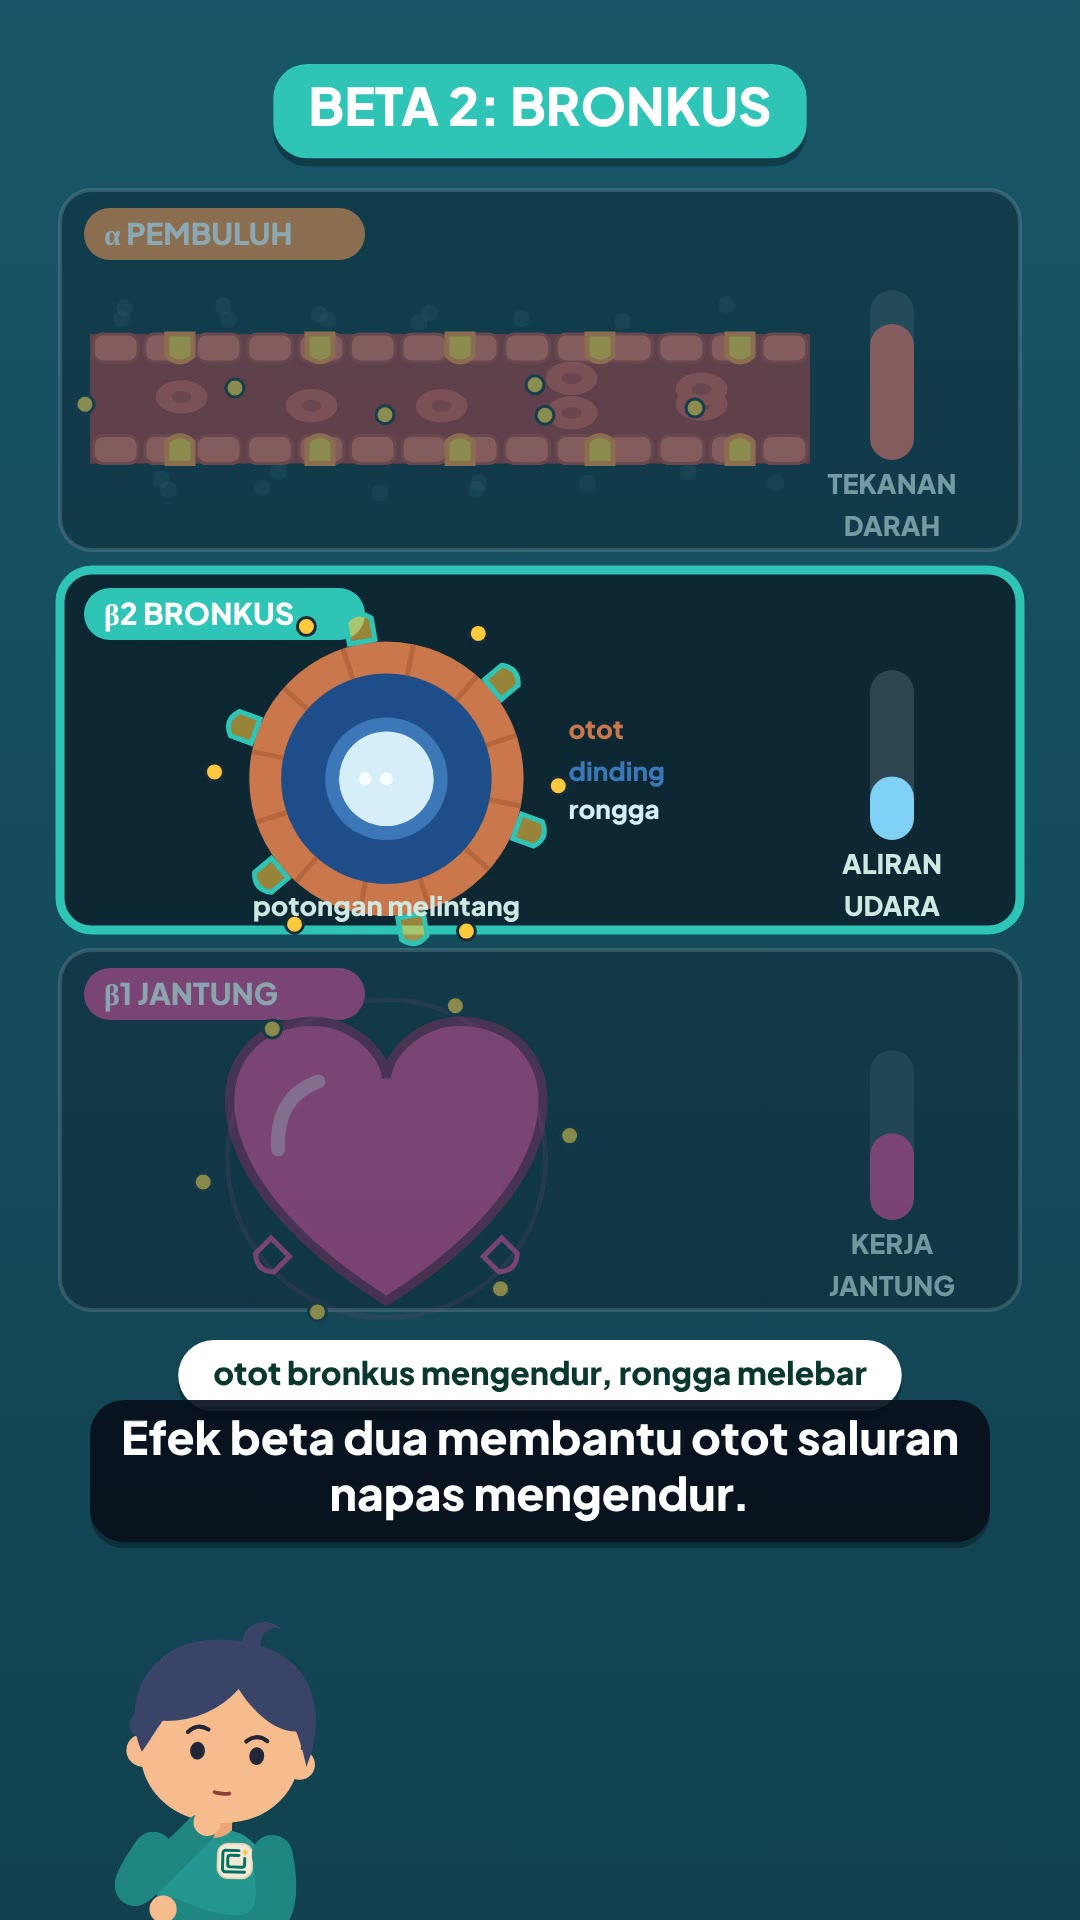 BETA 2: BRONKUS
α PEMBULUH
TEKANAN
DARAH
β2 BRONKUS
otot
dinding
rongga
potongan melintang
ALIRAN
UDARA
β1 JANTUNG
KERJA
JANTUNG
otot bronkus mengendur, rongga melebar
Efek beta dua membantu otot saluran
napas mengendur.